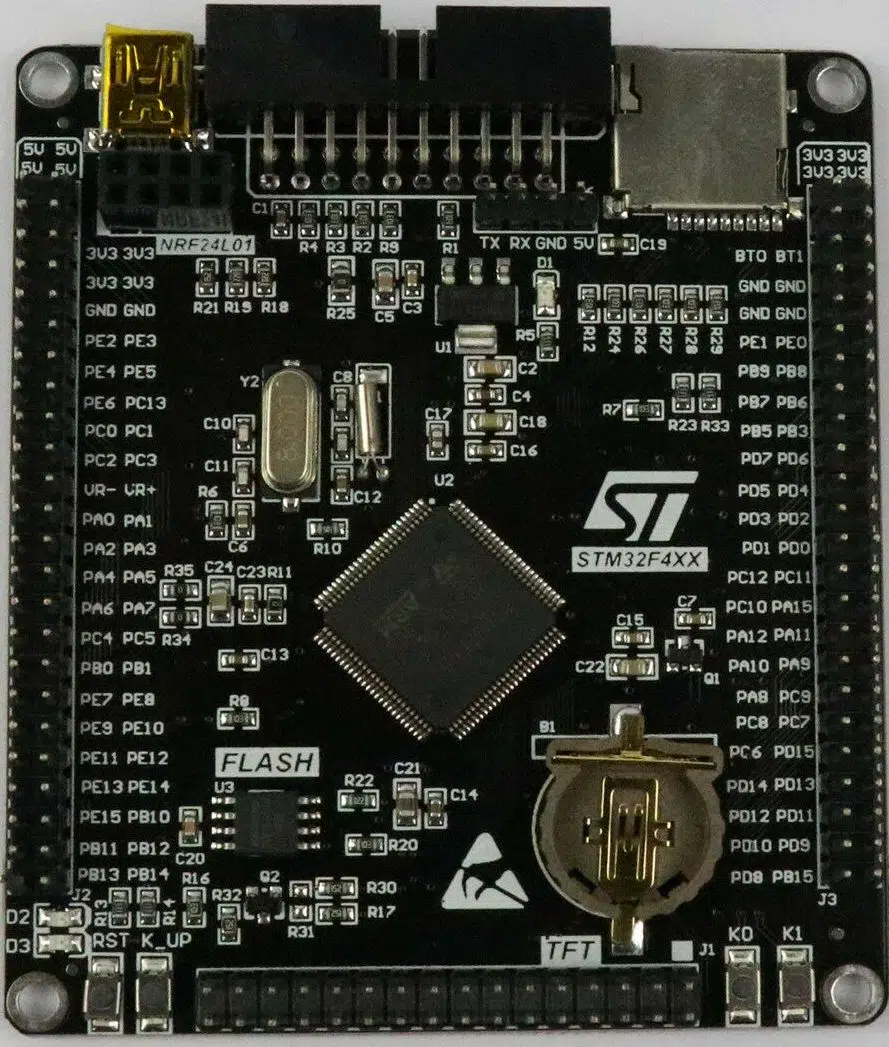 5V 5V
5V 5V
3V3 3V3
3V3 3V3
NRF24L01
C1 R4 R3 R2 R9 R1
TX RX GND 5V
C19
3V3 3V3
3V3 3V3
GND GND
PE2 PE3
PE4 PE5
PE6 PC13
PC0 PC1
PC2 PC3
VR- VR+
PA0 PA1
PA2 PA3
PA4 PA5
PA6 PA7
PC4 PC5
PB0 PB1
PE7 PE8
PE9 PE10
PE11 PE12
PE13 PE14
PE15 PB10
PB11 PB12
PB13 PB14
J2
BT0 BT1
GND GND
GND GND
PE1 PE0
PB9 PB8
PB7 PB6
PB5 PB3
PD7 PD6
PD5 PD4
PD3 PD2
PD1 PD0
PC12 PC11
PC10 PA15
PA12 PA11
PA10 PA9
PA8 PC9
PC8 PC7
PC6 PD15
PD14 PD13
PD12 PD11
PD10 PD9
PD8 PB15
J3
R21 R19 R18
R25
C5 C3
D1
U1
R5
R12 R24 R26 R27 R28 R29
C2
C4
C18
C16
Y2
C8
C17
R7
R23 R33
C10
C11
C12
R6
C6
R10
U2
ST
STM32F4XX
R35
R34
C24 C23 R11
C13
R8
C15
C7
C22
Q1
B1
FLASH
U3
C20
R22
C21
C14
R20
Q2
R16
R32
R30
R17
R31
R13
R14
D2
D3
RST K_UP
TFT
J1
K0 K1